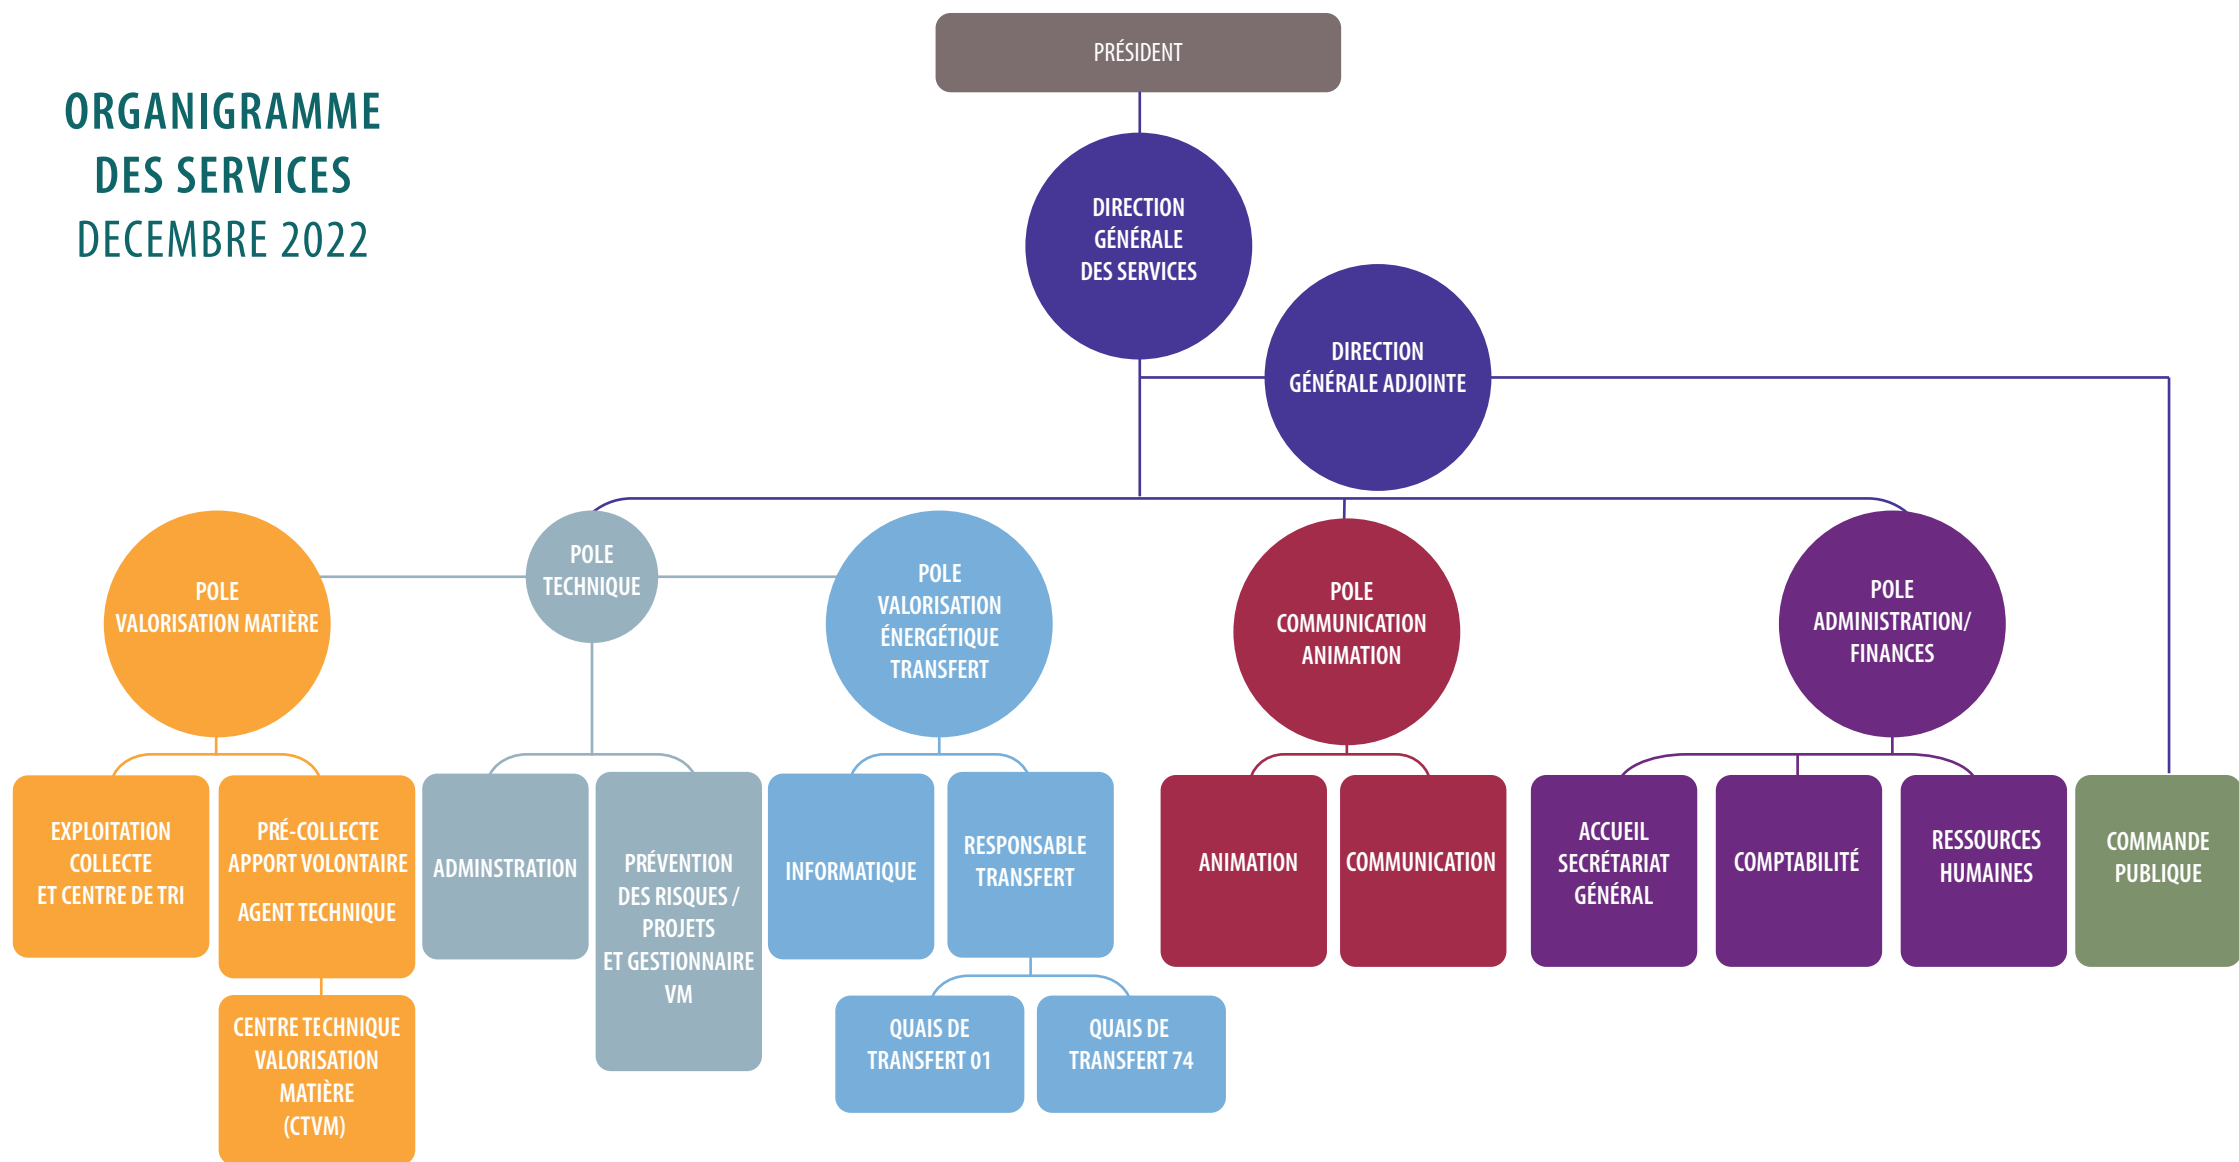 PRÉSIDENT
ORGANIGRAMME
DES SERVICES
DECEMBRE 2022
DIRECTION
GÉNÉRALE
DES SERVICES
DIRECTION
GÉNÉRALE ADJOINTE
POLE
VALORISATION MATIÈRE
POLE
TECHNIQUE
POLE
VALORISATION
ÉNERGÉTIQUE
TRANSFERT
POLE
COMMUNICATION
ANIMATION
POLE
ADMINISTRATION/
FINANCES
EXPLOITATION
COLLECTE
ET CENTRE DE TRI
PRÉ-COLLECTE
APPORT VOLONTAIRE
AGENT TECHNIQUE
ADMINSTRATION
PRÉVENTION
DES RISQUES /
PROJETS
ET GESTIONNAIRE
VM
INFORMATIQUE
RESPONSABLE
TRANSFERT
ANIMATION
COMMUNICATION
ACCUEIL
SECRÉTARIAT
GÉNÉRAL
COMPTABILITÉ
RESSOURCES
HUMAINES
COMMANDE
PUBLIQUE
CENTRE TECHNIQUE
VALORISATION
MATIÈRE
(CTVM)
QUAIS DE
TRANSFERT 01
QUAIS DE
TRANSFERT 74